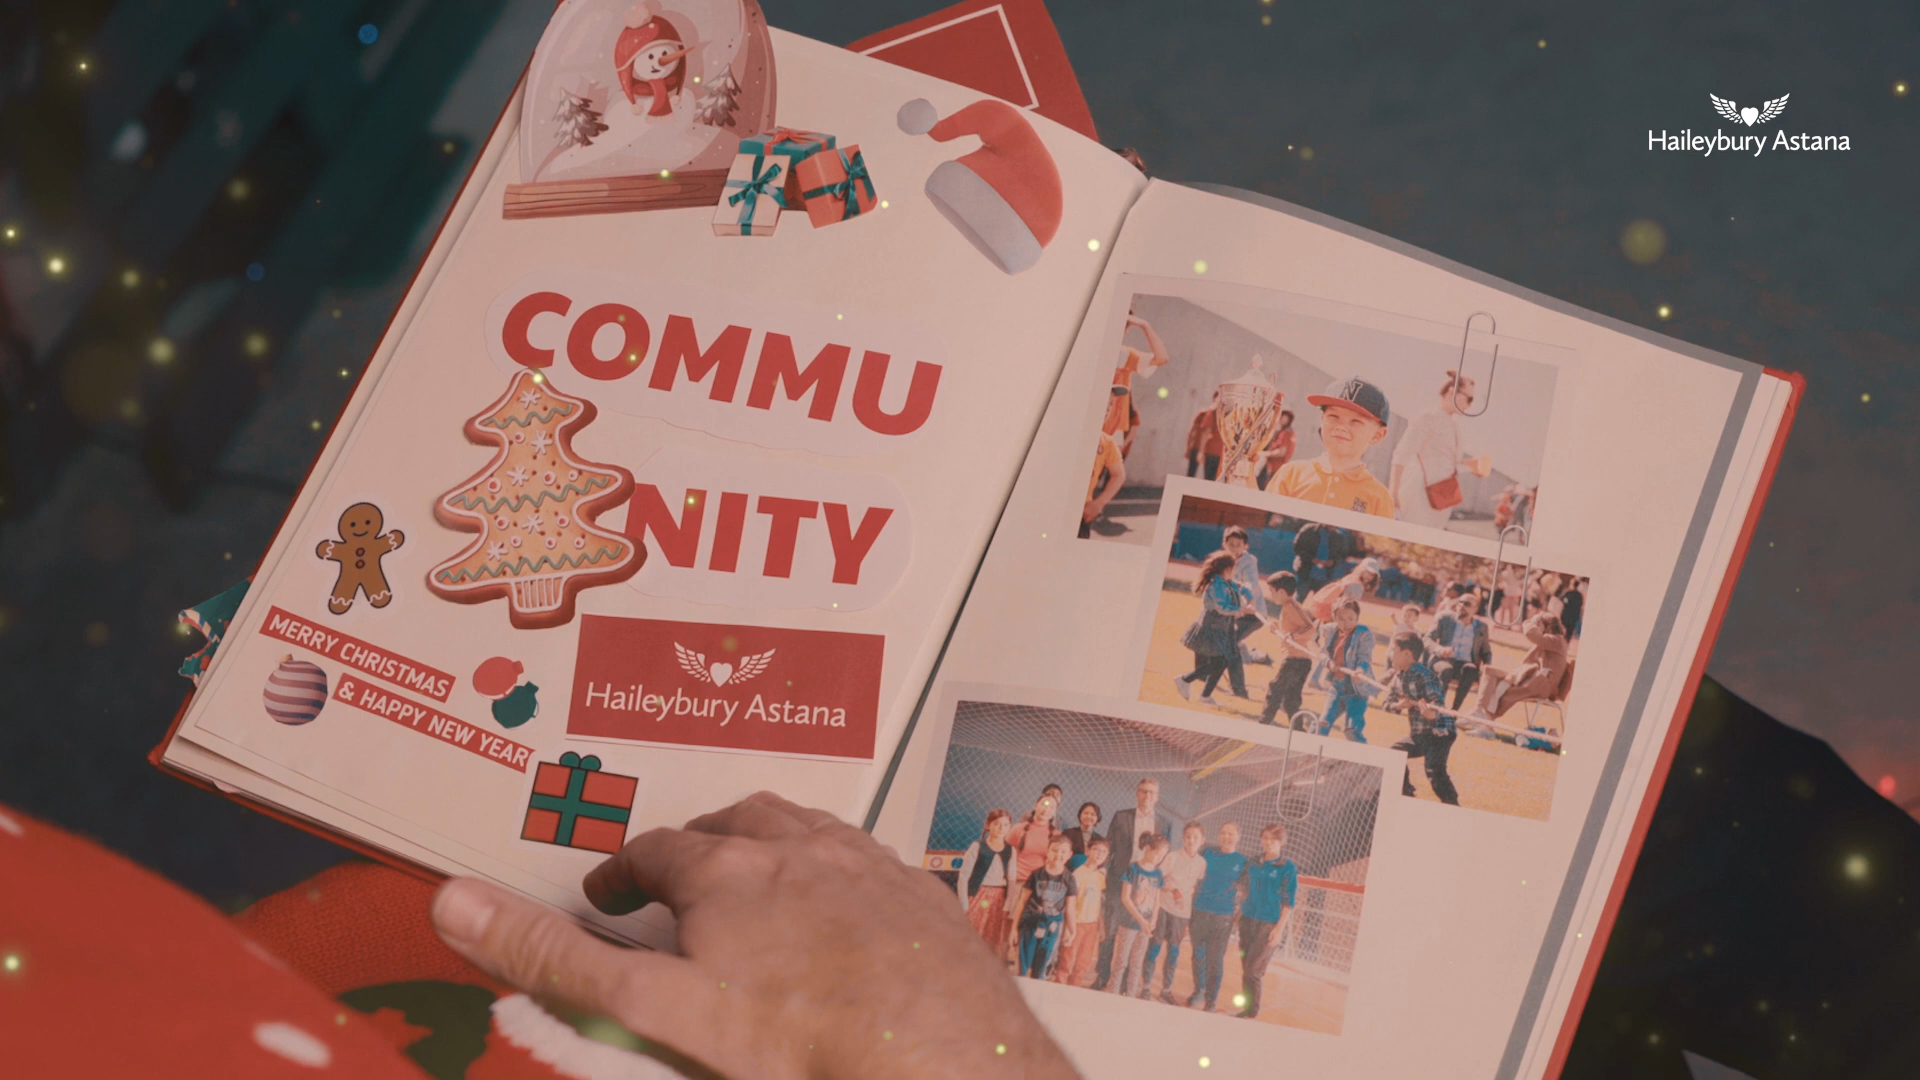 Haileybury Astana
COMMU
NITY
MERRY CHRISTMAS
& HAPPY NEW YEAR
Haileybury Astana
N